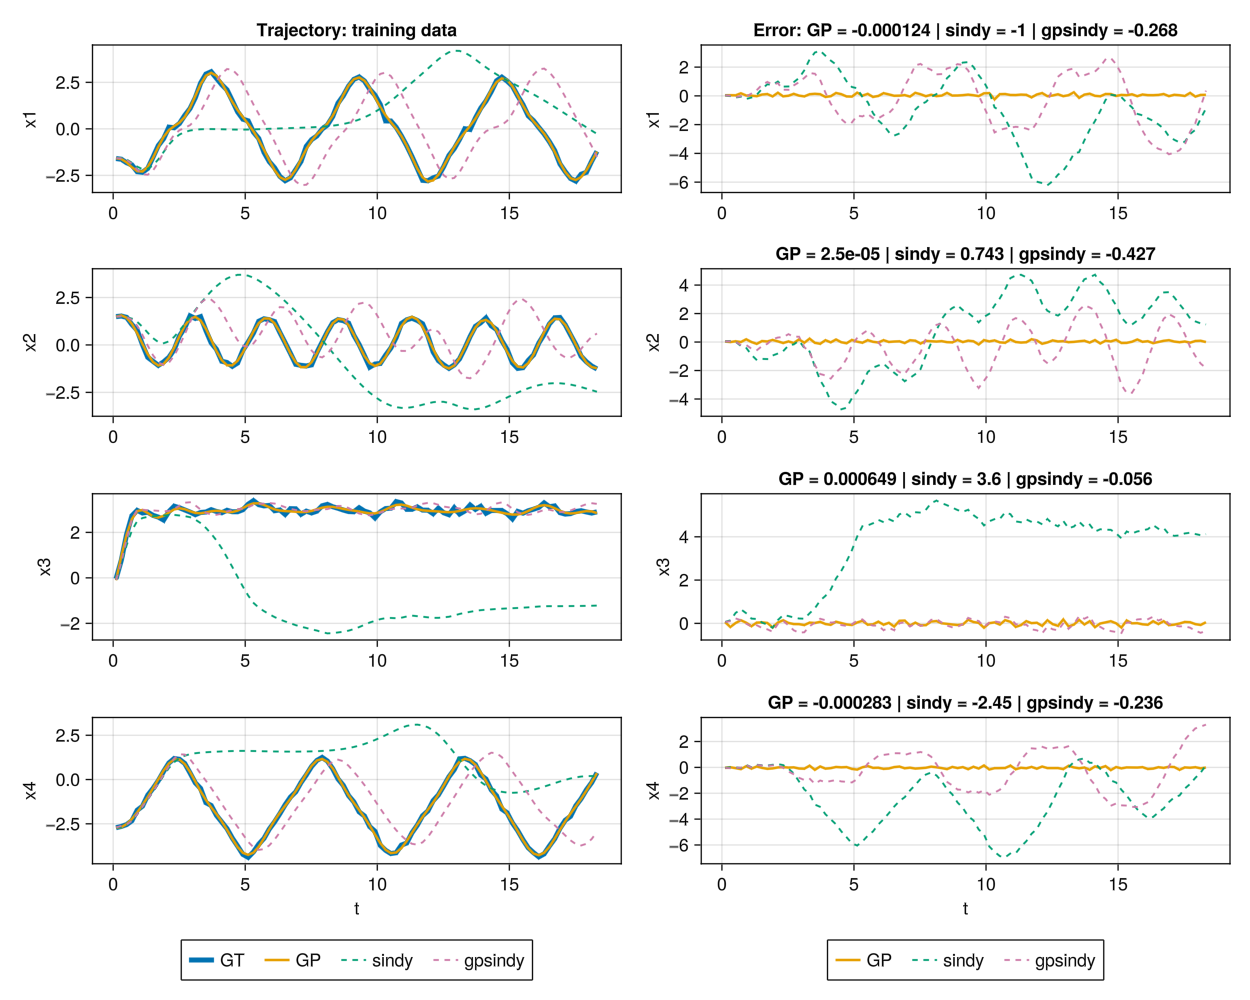 Trajectory: training data
x1
2.5
0.0
−2.5
0 5 10 15
Error: GP = -0.000124 | sindy = -1 | gpsindy = -0.268
x1
2
0
−2
−4
−6
0 5 10 15
x2
2.5
0.0
−2.5
0 5 10 15
GP = 2.5e-05 | sindy = 0.743 | gpsindy = -0.427
x2
4
2
0
−2
−4
0 5 10 15
x3
2
0
−2
0 5 10 15
GP = 0.000649 | sindy = 3.6 | gpsindy = -0.056
x3
4
2
0
0 5 10 15
x4
2.5
0.0
−2.5
0 5 10 15
t
GP = -0.000283 | sindy = -2.45 | gpsindy = -0.236
x4
2
0
−2
−4
−6
0 5 10 15
t
GT GP sindy gpsindy
GP sindy gpsindy